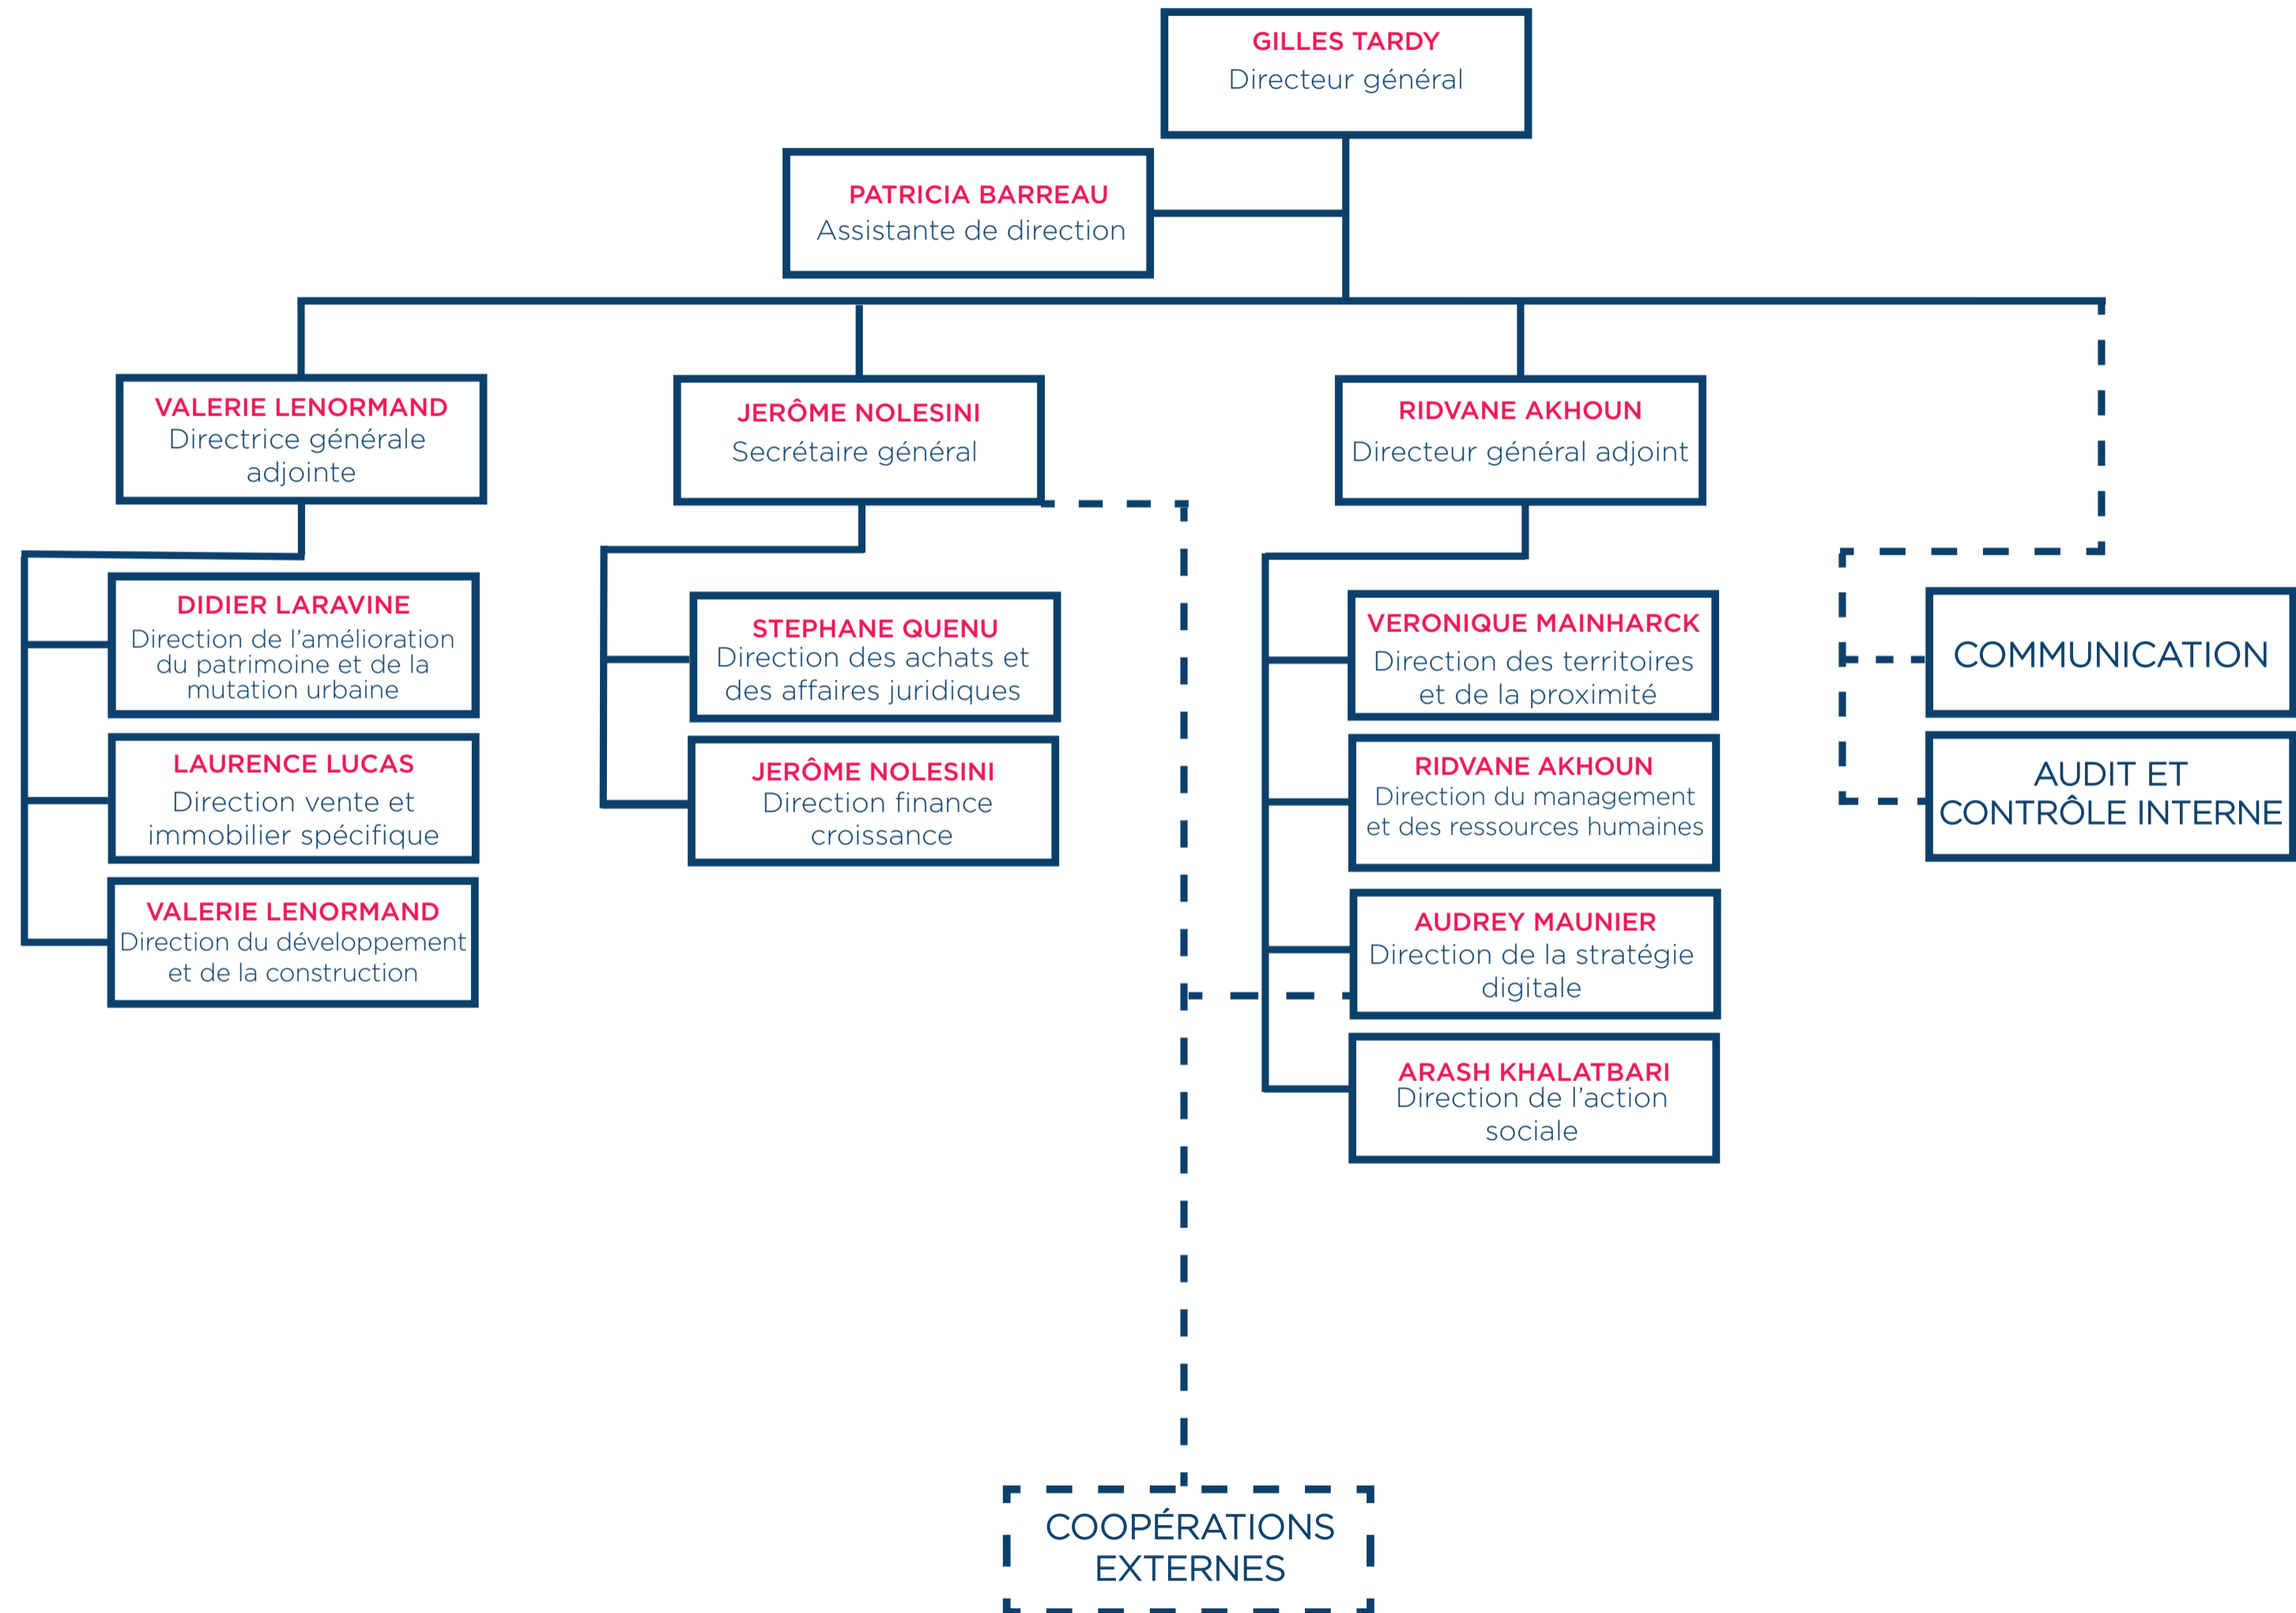 GILLES TARDY
Directeur général
PATRICIA BARREAU
Assistante de direction
VALERIE LENORMAND
Directrice générale
adjointe
JERÔME NOLESINI
Secrétaire général
RIDVANE AKHOUN
Directeur général adjoint
DIDIER LARAVINE
Direction de l’amélioration
du patrimoine et de la
mutation urbaine
LAURENCE LUCAS
Direction vente et
immobilier spécifique
VALERIE LENORMAND
Direction du développement
et de la construction
STEPHANE QUENU
Direction des achats et
des affaires juridiques
JERÔME NOLESINI
Direction finance
croissance
VERONIQUE MAINHARCK
Direction des territoires
et de la proximité
RIDVANE AKHOUN
Direction du management
et des ressources humaines
AUDREY MAUNIER
Direction de la stratégie
digitale
ARASH KHALATBARI
Direction de l’action
sociale
COMMUNICATION
AUDIT ET
CONTRÔLE INTERNE
COOPÉRATIONS
EXTERNES